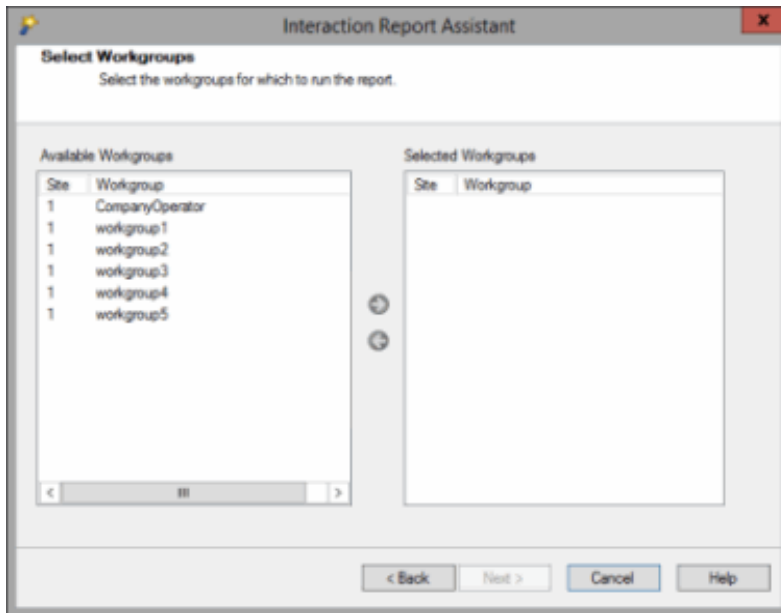 Interaction Report Assistant
x
Select Workgroups
Select the workgroups for which to run the report.
Available Workgroups
Site Workgroup
1 CompanyOperator
1 workgroup1
1 workgroup2
1 workgroup3
1 workgroup4
1 workgroup5
Selected Workgroups
Site Workgroup
< Back Next > Cancel Help